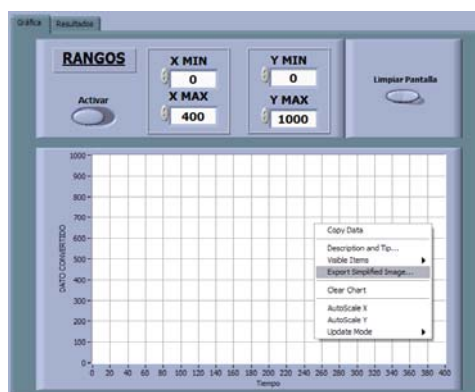 Gráfica Resultados
RANGOS
Activar
X MIN
0
X MAX
400
Y MIN
0
Y MAX
1000
Limpiar Pantalla
DATO CONVERTIDO
1000
900
800
700
600
500
400
300
200
100
0
0 20 40 60 80 100 120 140 160 180 200 220 240 260 280 300 320 340 360 380 400
Tiempo
Copy Data
Description and Tip...
Visible Items
Export Simplified Image...
Clear Chart
AutoScale X
AutoScale Y
Update Mode